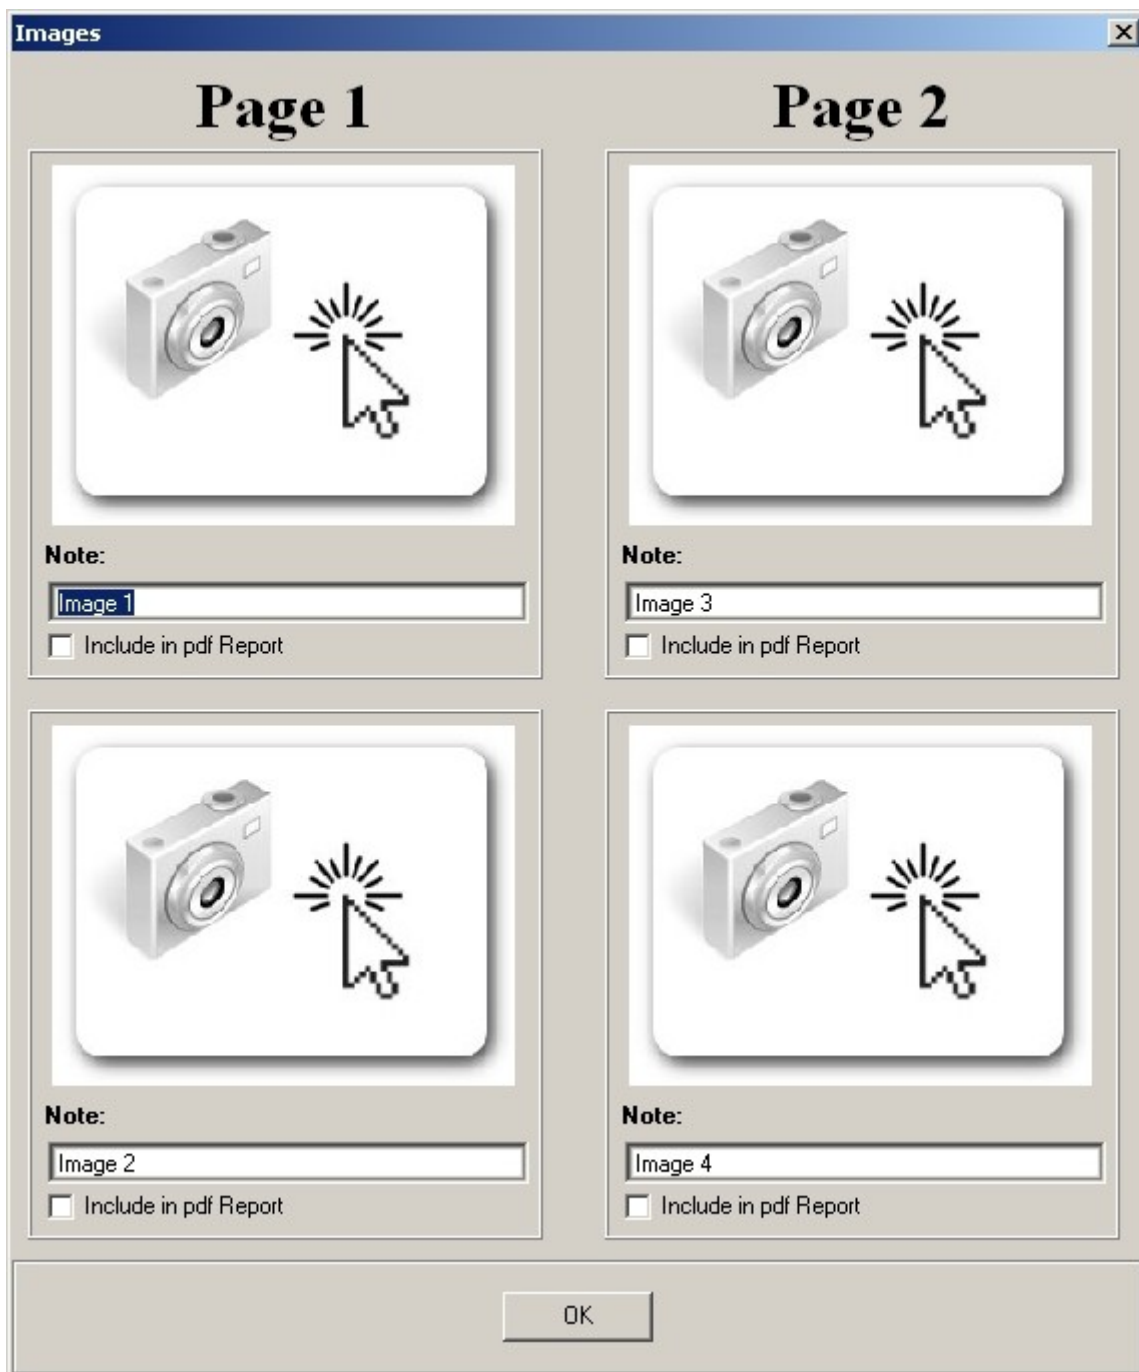 Images
Page 1
Note:
Image 1
Include in pdf Report
Note:
Image 2
Include in pdf Report
Page 2
Note:
Image 3
Include in pdf Report
Note:
Image 4
Include in pdf Report
OK